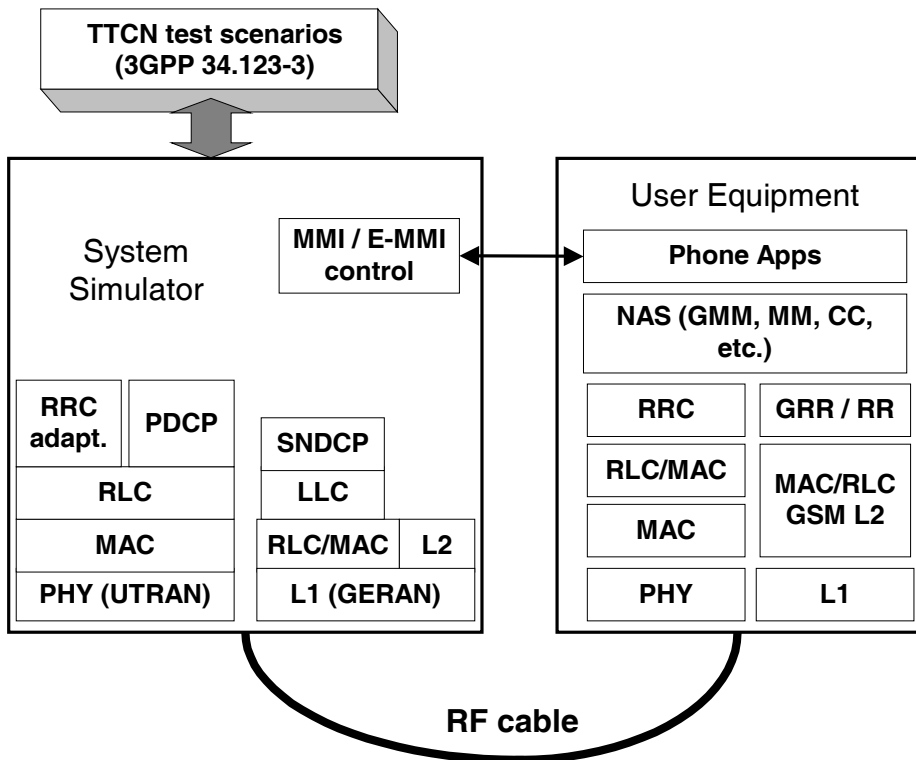 TTCN test scenarios
(3GPP 34.123-3)
System
Simulator
MMI / E-MMI
control
RRC
adapt.
PDCP
RLC
MAC
PHY (UTRAN)
SNDCP
LLC
RLC/MAC
L2
L1 (GERAN)
User Equipment
Phone Apps
NAS (GMM, MM, CC,
etc.)
RRC
GRR / RR
RLC/MAC
MAC/RLC
GSM L2
MAC
PHY
L1
RF cable